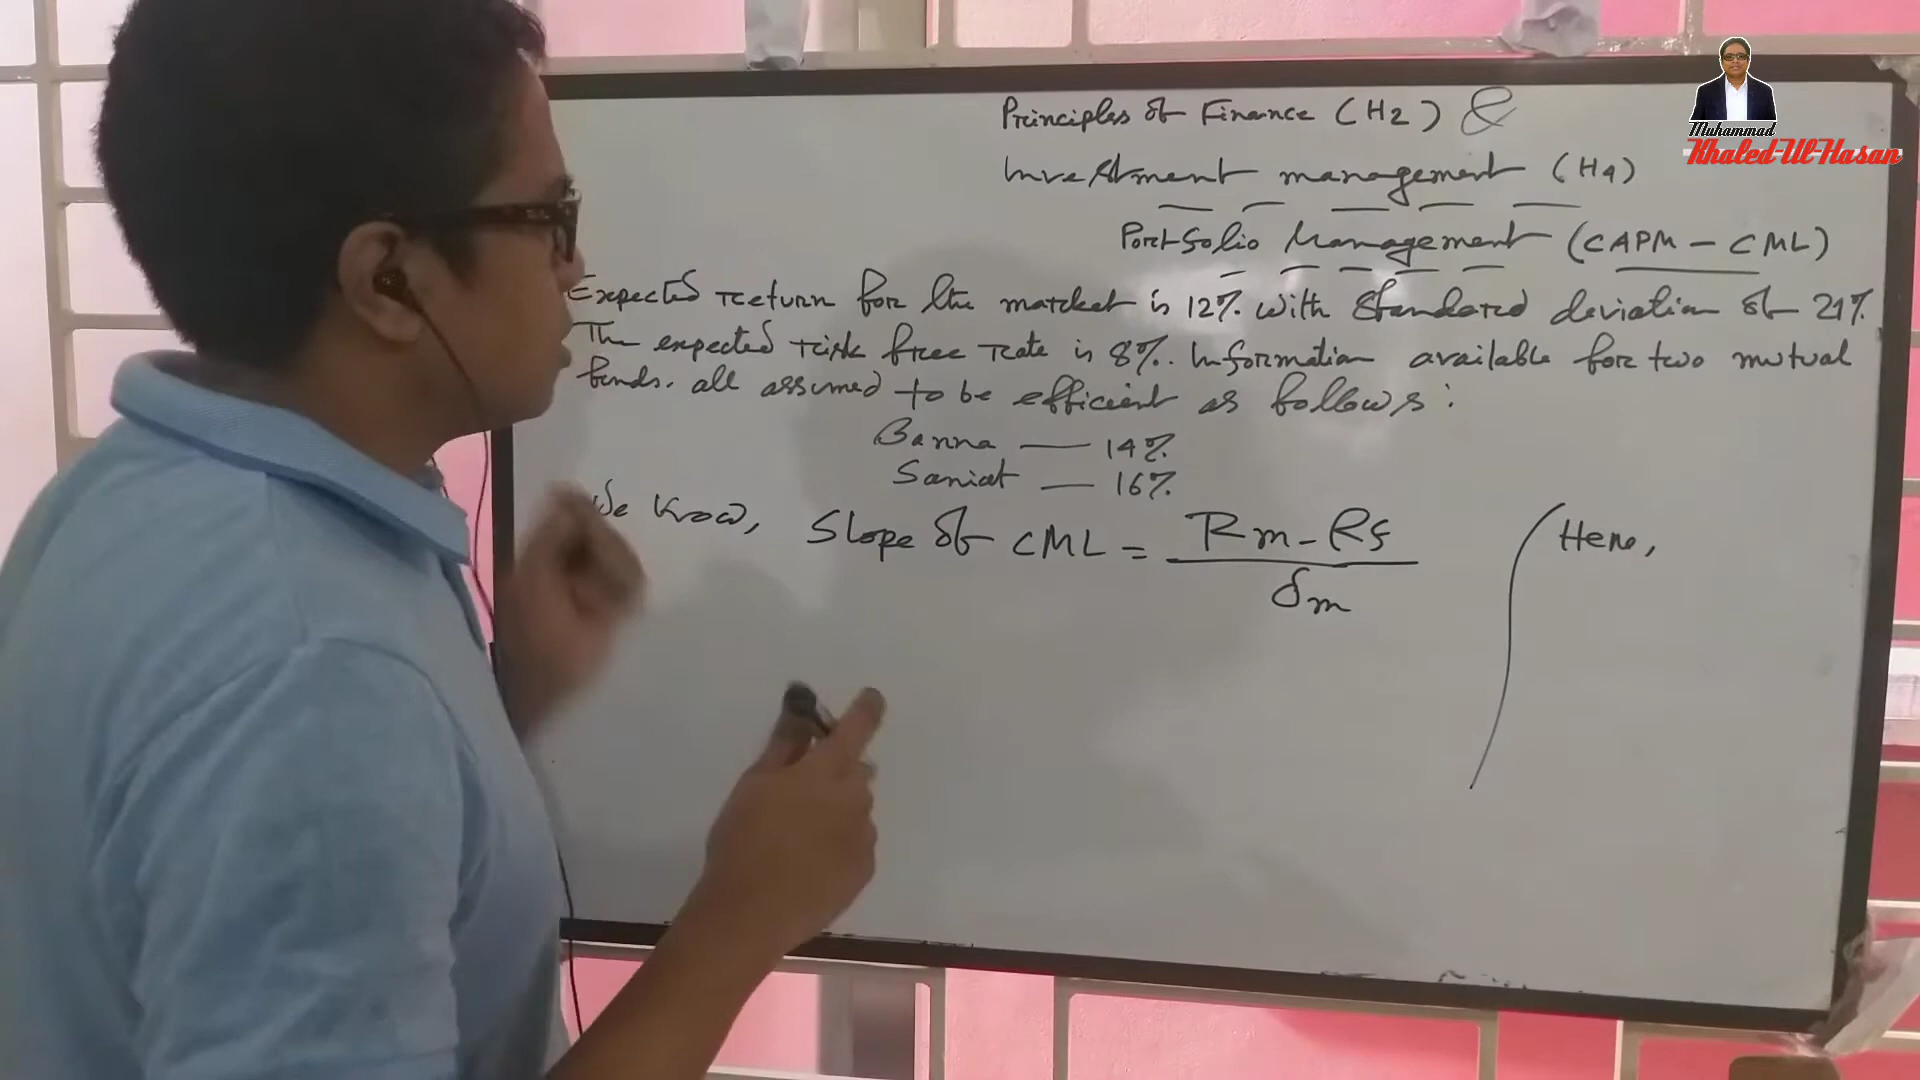 Principles of Finance (H2) &
Investment management (H4)
Portfolio Management (CAPM - CML)
Expected return for the market is 12% with standard deviation of 21%.
The expected risk free rate is 8%. Information available for two mutual
funds. all assumed to be efficient as follows:
Banna — 14%
Saniat — 16%
We know, Slope of CML = Rm - Rf / σm
Here,
Muhammad
Khaled-Ul-Hasan